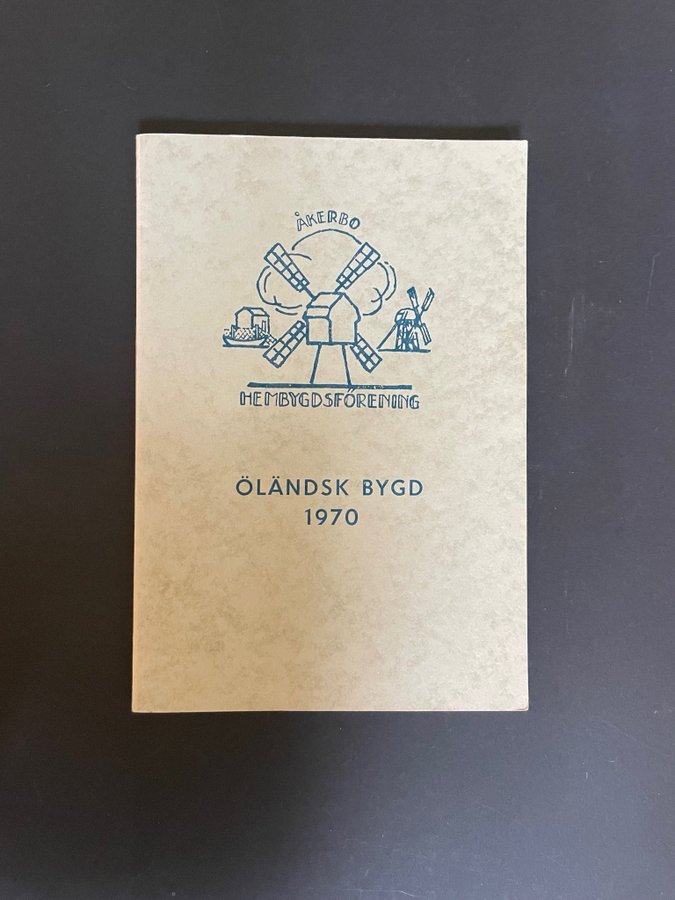 ÅKERBO
HEMBYGDSFÖRENING
ÖLÄNDSK BYGD
1970